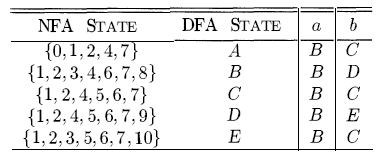 NFA STATE DFA STATE a b
{0,1,2,4,7} A B C
{1,2,3,4,6,7,8} B B D
{1,2,4,5,6,7} C B C
{1,2,4,5,6,7,9} D B E
{1,2,3,5,6,7,10} E B C